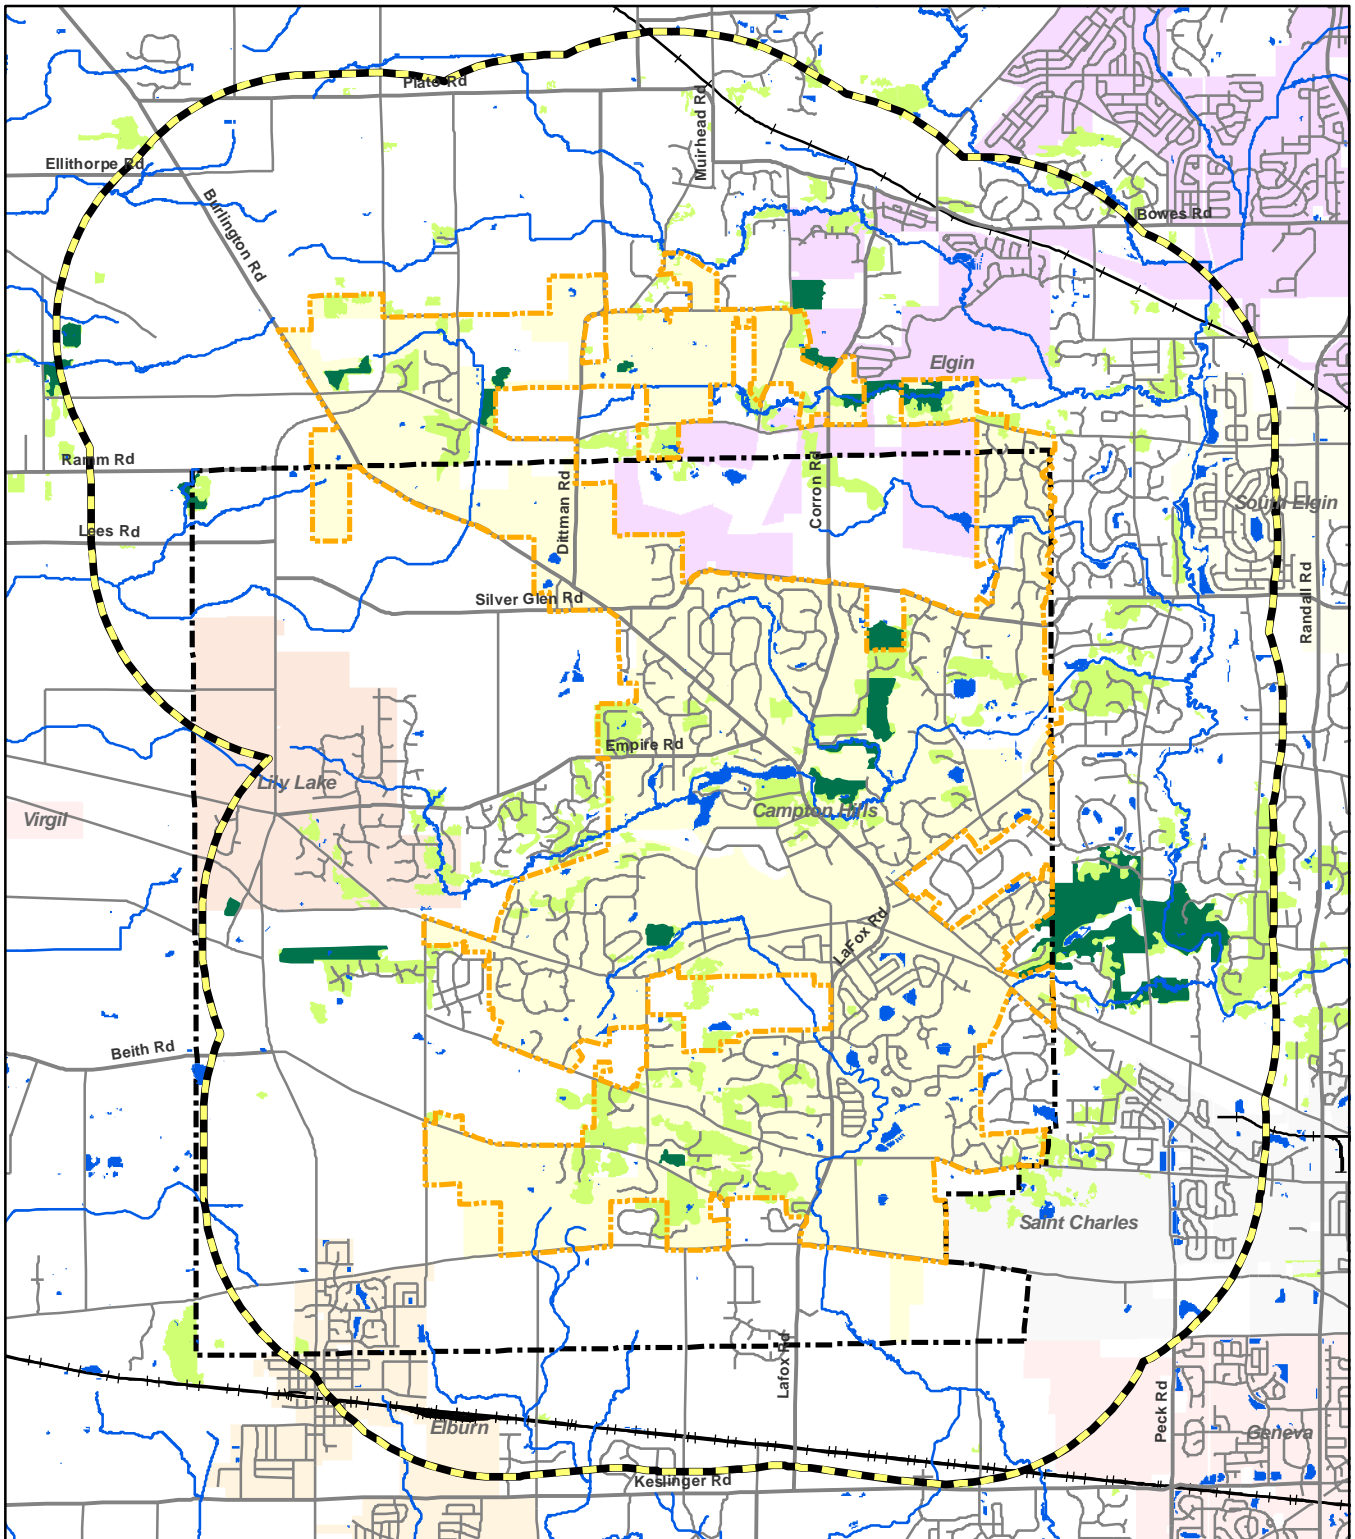 Plato Rd
Muirhead Rd
Ellithorpe Rd
Burlington Rd
Bowes Rd
Elgin
Ramm Rd
Corron Rd
Dittman Rd
South Elgin
Lees Rd
Silver Glen Rd
Randall Rd
Empire Rd
Lily Lake
Campton Hills
Virgil
LaFox Rd
Beith Rd
Saint Charles
Lafox Rd
Peck Rd
Elburn
Geneva
Keslinger Rd